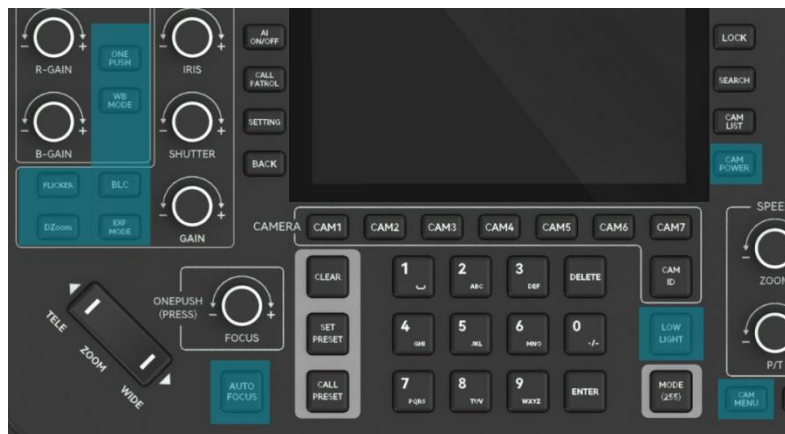 R-GAIN
ONE
PUSH
WB
MODE
B-GAIN
FLICKER
BLC
DZoom
EXP
MODE
IRIS
SHUTTER
GAIN
AI
ON/OFF
CALL
PATROL
SETTING
BACK
LOCK
SEARCH
CAM
LIST
CAM
POWER
CAMERA
CAM1
CAM2
CAM3
CAM4
CAM5
CAM6
CAM7
CLEAR
1
2
ABC
3
DEF
DELETE
CAM
ID
SPEE
ZOOM
TELE
ZOOM
WIDE
ONEPUSH
(PRESS)
FOCUS
SET
PRESET
4
GHI
5
JKL
6
MNO
0
·/-
LOW
LIGHT
P/T
AUTO
FOCUS
CALL
PRESET
7
PQRS
8
TUV
9
WXYZ
ENTER
MODE
(255)
CAM
MENU